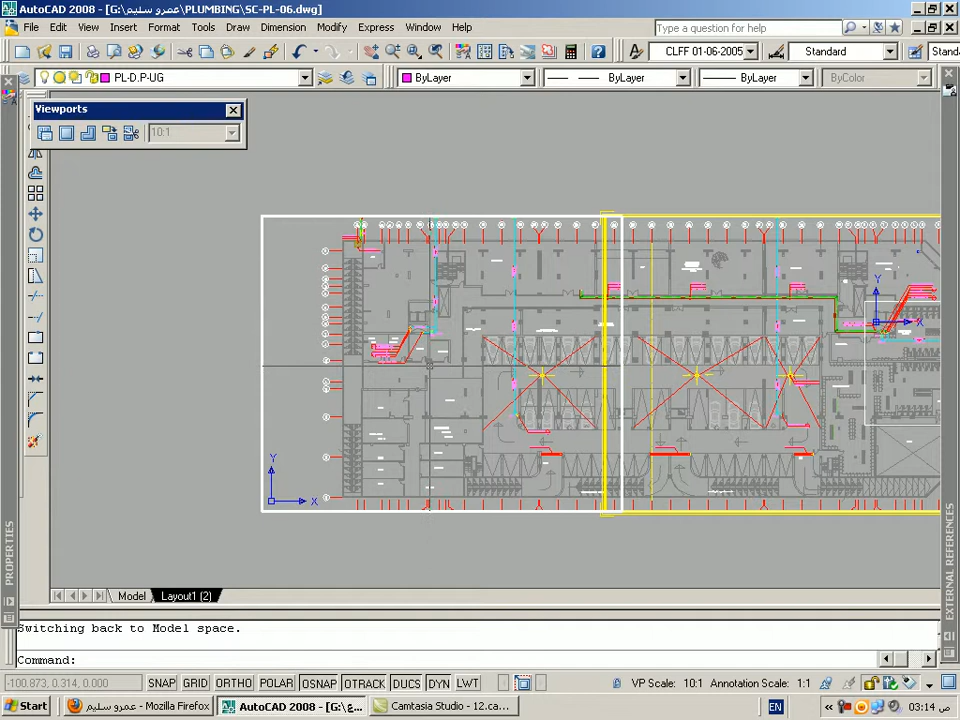 AutoCAD 2008 - [G:\عمرو سليم\PLUMBING\SC-PL-06.dwg]
File Edit View Insert Format Tools Draw Dimension Modify Express Window Help
Type a question for help
CLFF 01-06-2005 Standard Standa
PL-D.P-UG ByLayer ByLayer ByLayer ByColor
Viewports
10:1
Y
X
Y
X
PROPERTIES
EXTERNAL REFERENCES
Model Layout1 (2)
Switching back to Model space.
Command:
-100.873, 0.314, 0.000 SNAP GRID ORTHO POLAR OSNAP OTRACK DUCS DYN LWT VP Scale: 10:1 Annotation Scale: 1:1
Start عمرو سليم - Mozilla Firefox AutoCAD 2008 - [G:\ع... Camtasia Studio - 12.ca... EN 03:14 ص